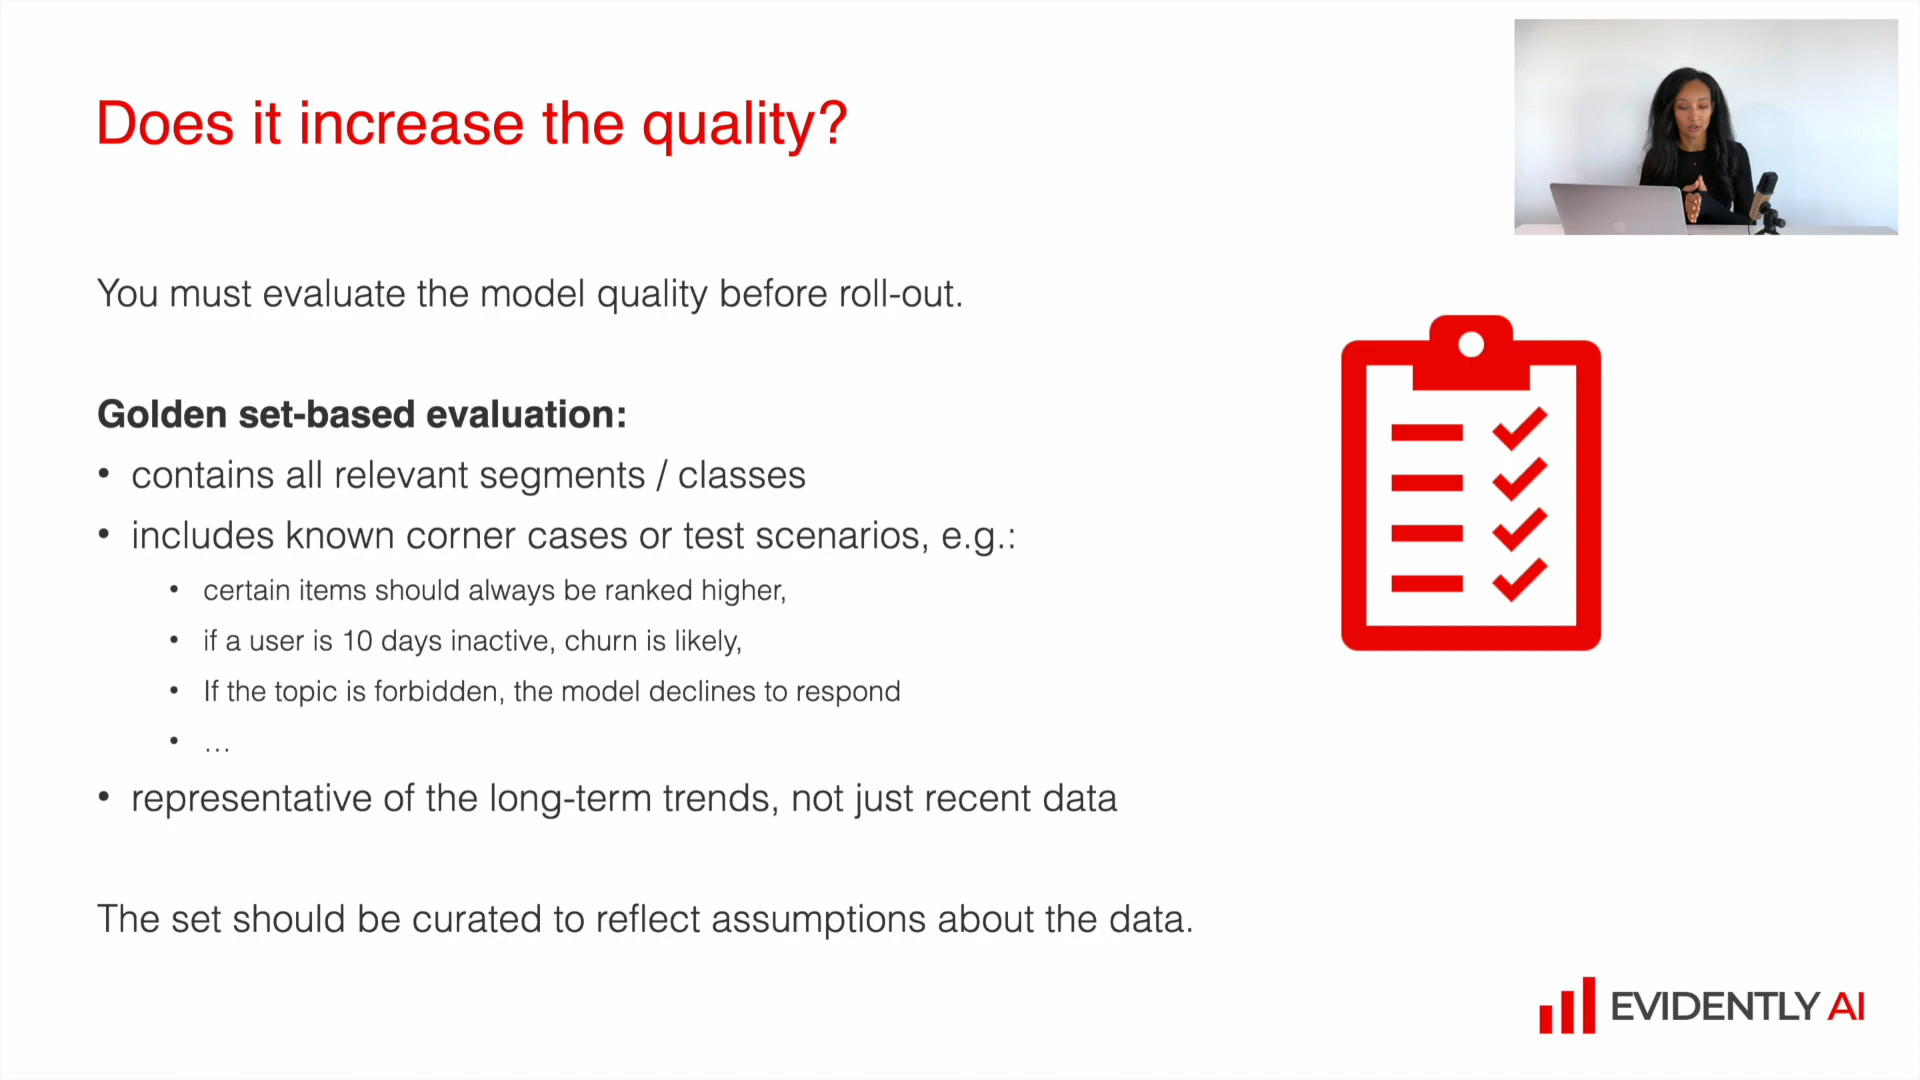 Does it increase the quality?
You must evaluate the model quality before roll-out.
Golden set-based evaluation:
• contains all relevant segments / classes
• includes known corner cases or test scenarios, e.g.:
• certain items should always be ranked higher,
• if a user is 10 days inactive, churn is likely,
• If the topic is forbidden, the model declines to respond
• …
• representative of the long-term trends, not just recent data
The set should be curated to reflect assumptions about the data.
EVIDENTLY AI